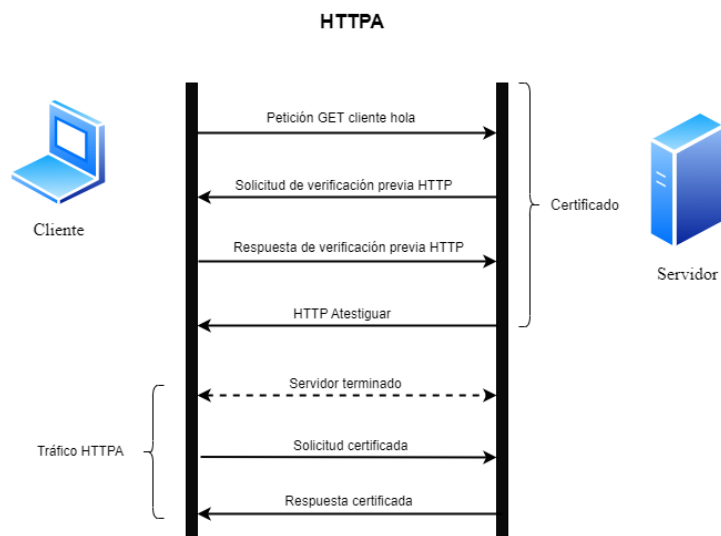 HTTPA
Petición GET cliente hola
Solicitud de verificación previa HTTP
Certificado
Cliente
Respuesta de verificación previa HTTP
Servidor
HTTP Atestiguar
Servidor terminado
Solicitud certificada
Tráfico HTTPA
Respuesta certificada